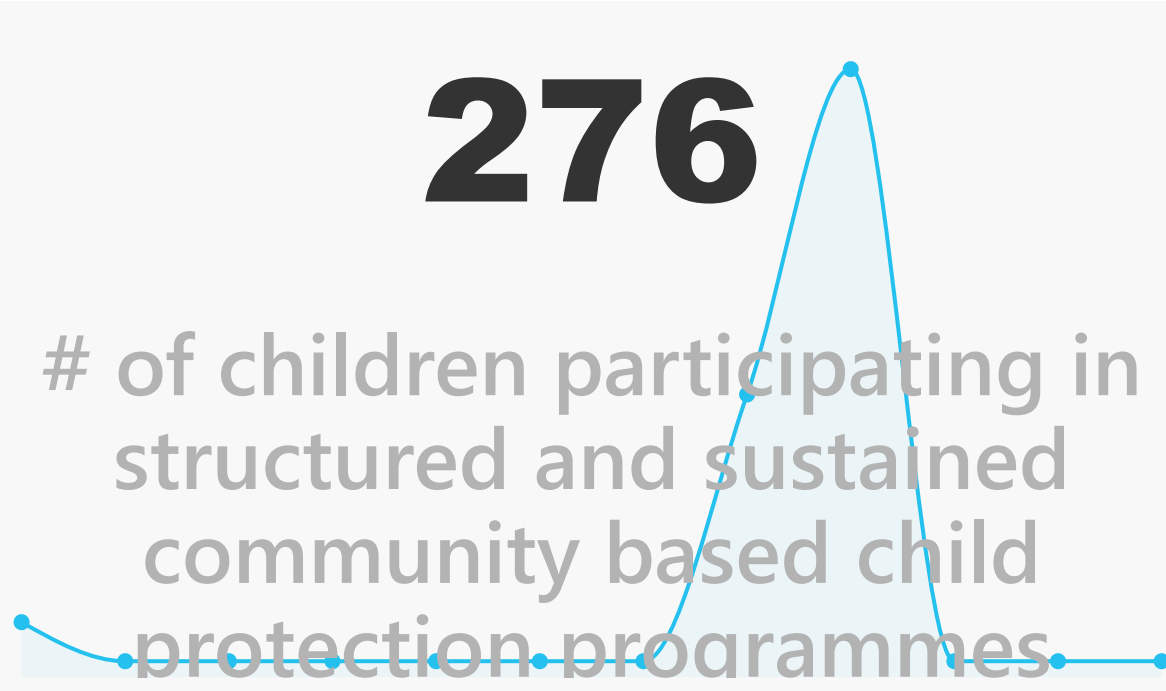 276
# of children participating in
structured and sustained
community based child
protection programmes